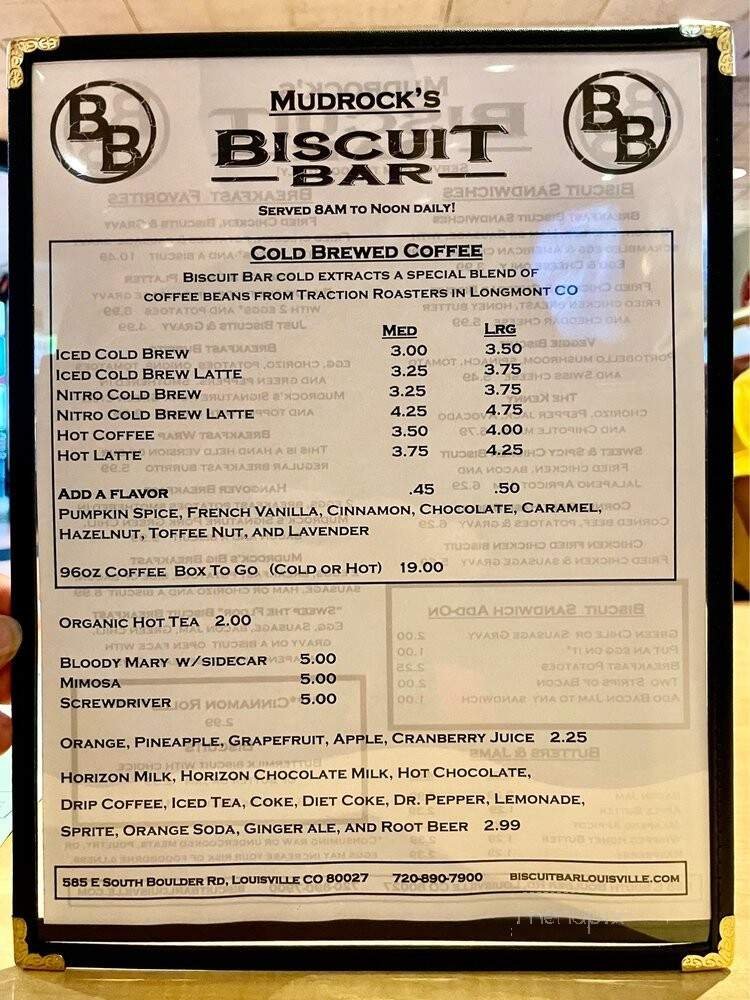 BB
MUDROCK'S
BB
BISCUIT
BAR
SERVED 8AM TO NOON DAILY!
COLD BREWED COFFEE
BISCUIT BAR COLD EXTRACTS A SPECIAL BLEND OF
COFFEE BEANS FROM TRACTION ROASTERS IN LONGMONT CO
MED LRG
ICED COLD BREW 3.00 3.50
ICED COLD BREW LATTE 3.25 3.75
NITRO COLD BREW 3.25 3.75
NITRO COLD BREW LATTE 4.25 4.75
HOT COFFEE 3.50 4.00
HOT LATTE 3.75 4.25
ADD A FLAVOR .45 .50
PUMPKIN SPICE, FRENCH VANILLA, CINNAMON, CHOCOLATE, CARAMEL,
HAZELNUT, TOFFEE NUT, AND LAVENDER
96OZ COFFEE BOX TO GO (COLD OR HOT) 19.00
ORGANIC HOT TEA 2.00
BLOODY MARY W/SIDECAR 5.00
MIMOSA 5.00
SCREWDRIVER 5.00
ORANGE, PINEAPPLE, GRAPEFRUIT, APPLE, CRANBERRY JUICE 2.25
HORIZON MILK, HORIZON CHOCOLATE MILK, HOT CHOCOLATE,
DRIP COFFEE, ICED TEA, COKE, DIET COKE, DR. PEPPER, LEMONADE,
SPRITE, ORANGE SODA, GINGER ALE, AND ROOT BEER 2.99
585 E SOUTH BOULDER RD, LOUISVILLE CO 80027 720-890-7900 BISCUITBARLOUISVILLE.COM